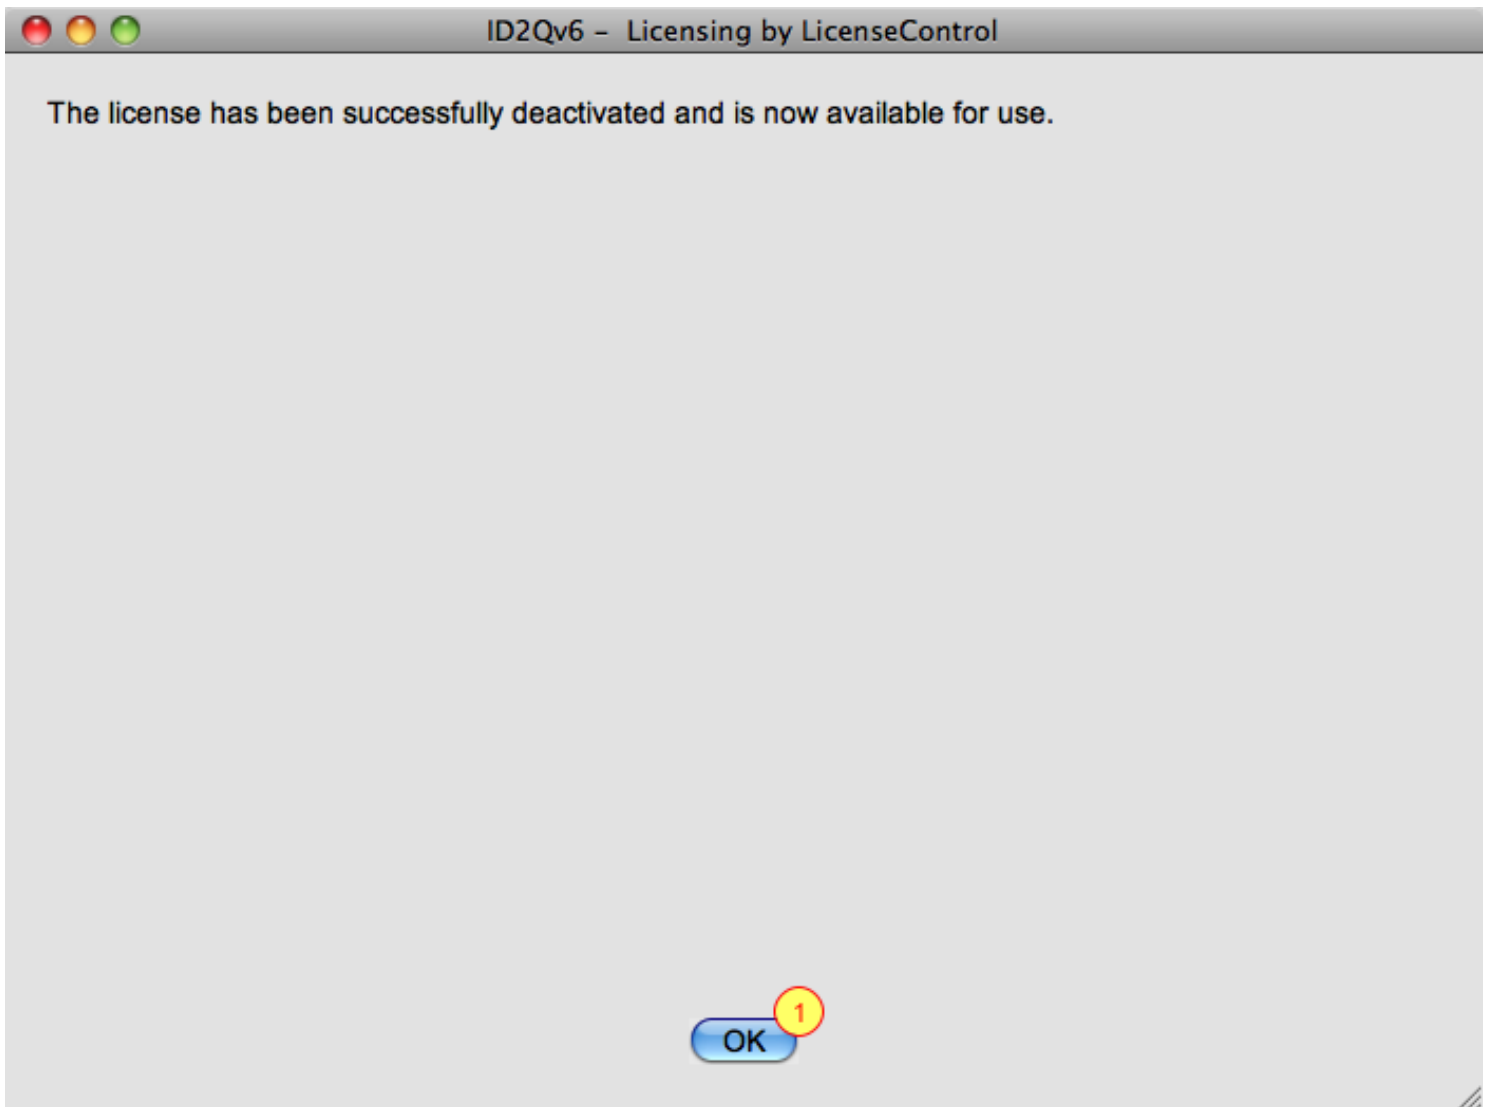 ID2Qv6 – Licensing by LicenseControl
The license has been successfully deactivated and is now available for use.
1
OK